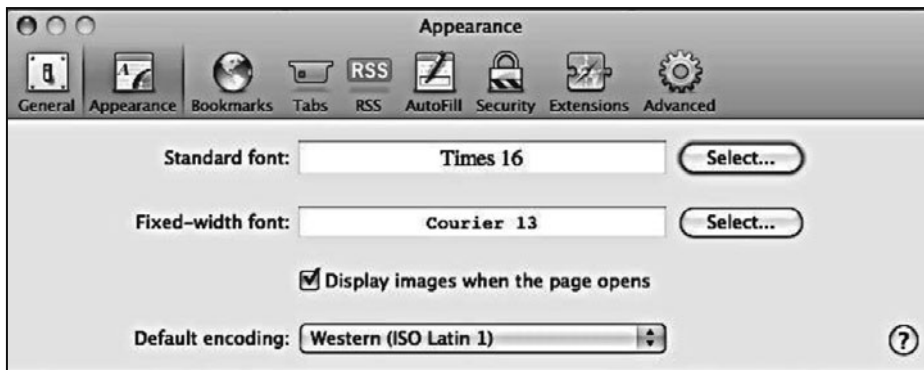 Appearance
General Appearance Bookmarks Tabs RSS AutoFill Security Extensions Advanced
Standard font: Times 16 Select...
Fixed-width font: Courier 13 Select...
Display images when the page opens
Default encoding: Western (ISO Latin 1) ?